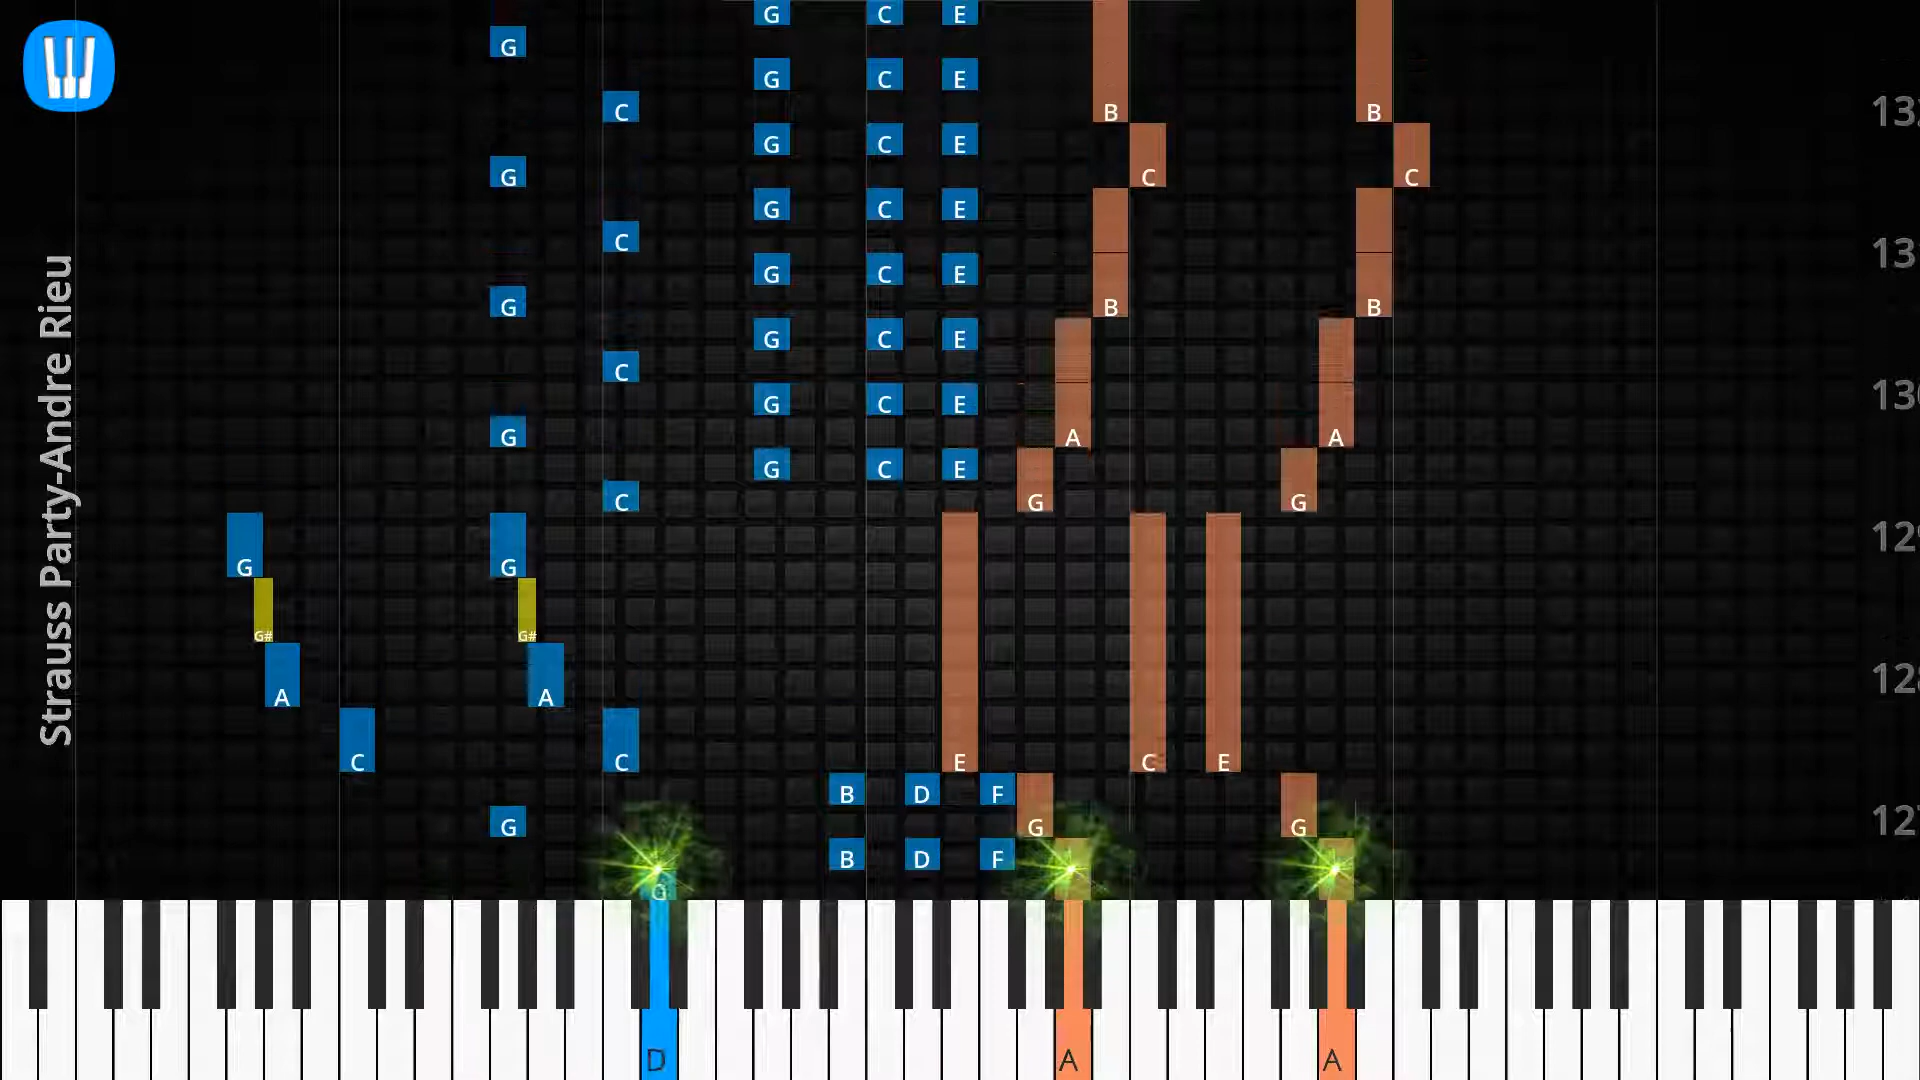 Strauss Party-Andre Rieu
G C E
G
G C E
C B B
G C E
G C C
G C E
C
G C E
G B B
G C E
C
G C E
G A A
G C E
C G G
G G
G# G#
A A
C C E C E
B D F
G G G
B D F
D A A